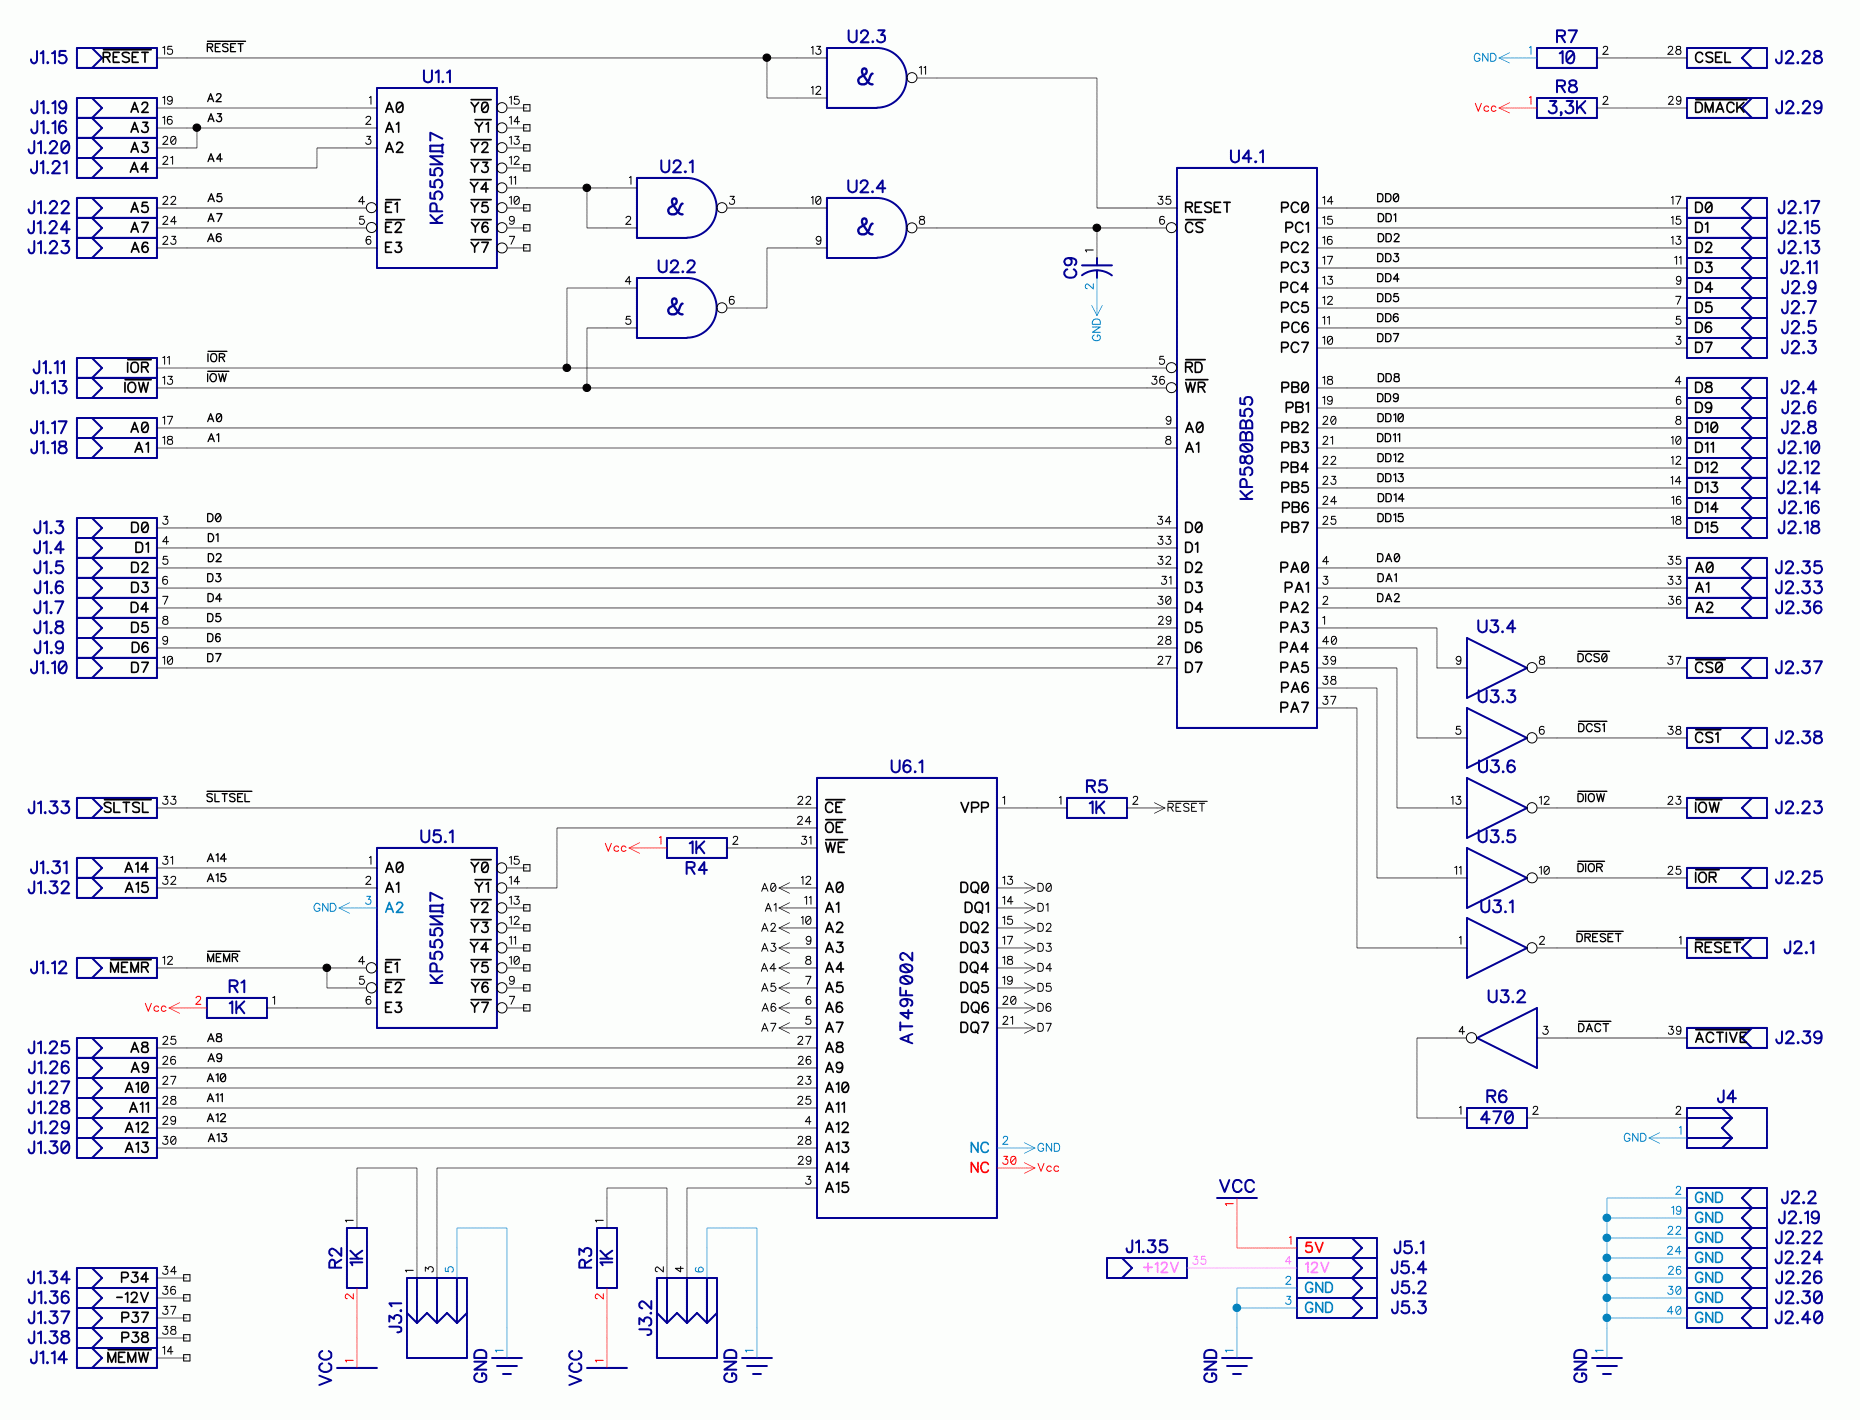 J1.15 RESET 15 RESET
J1.19 A2 19 A2
J1.16 A3 16 A3
J1.20 A3 20
J1.21 A4 21 A4
J1.22 A5 22 A5
J1.24 A7 24 A7
J1.23 A6 23 A6
U1.1
КР555ИД7
1 A0 Y0 15
2 A1 Y1 14
3 A2 Y2 13
Y3 12
Y4 11
4 E1 Y5 10
5 E2 Y6 9
6 E3 Y7 7
U2.3
13 & 11
12
U2.1
1 & 3
2
U2.4
10 & 8
9
U2.2
4 & 6
5
C9
1
2
GND
J1.11 IOR 11 IOR
J1.13 IOW 13 IOW
J1.17 A0 17 A0
J1.18 A1 18 A1
J1.3 D0 3 D0
J1.4 D1 4 D1
J1.5 D2 5 D2
J1.6 D3 6 D3
J1.7 D4 7 D4
J1.8 D5 8 D5
J1.9 D6 9 D6
J1.10 D7 10 D7
U4.1
КР580ВВ55
35 RESET
6 CS
5 RD
36 WR
9 A0
8 A1
34 D0
33 D1
32 D2
31 D3
30 D4
29 D5
28 D6
27 D7
R7
GND 1 10 2 28 CSEL J2.28
R8
Vcc 1 3,3K 2 29 DMACK J2.29
PC0 14 DD0 17 D0 J2.17
PC1 15 DD1 15 D1 J2.15
PC2 16 DD2 13 D2 J2.13
PC3 17 DD3 11 D3 J2.11
PC4 13 DD4 9 D4 J2.9
PC5 12 DD5 7 D5 J2.7
PC6 11 DD6 5 D6 J2.5
PC7 10 DD7 3 D7 J2.3
PB0 18 DD8 4 D8 J2.4
PB1 19 DD9 6 D9 J2.6
PB2 20 DD10 8 D10 J2.8
PB3 21 DD11 10 D11 J2.10
PB4 22 DD12 12 D12 J2.12
PB5 23 DD13 14 D13 J2.14
PB6 24 DD14 16 D14 J2.16
PB7 25 DD15 18 D15 J2.18
PA0 4 DA0 35 A0 J2.35
PA1 3 DA1 33 A1 J2.33
PA2 2 DA2 36 A2 J2.36
PA3 1
PA4 40
PA5 39
PA6 38
PA7 37
U3.4
9 8 DCS0 37 CS0 J2.37
U3.3
5 6 DCS1 38 CS1 J2.38
U3.6
13 12 DIOW 23 IOW J2.23
U3.5
11 10 DIOR 25 IOR J2.25
U3.1
1 2 DRESET 1 RESET J2.1
U3.2
4 3 DACT 39 ACTIVE J2.39
R6
1 470 2
J4
2
GND 1
J1.33 SLTSL 33 SLTSEL
J1.31 A14 31 A14
J1.32 A15 32 A15
J1.12 MEMR 12 MEMR
R1
Vcc 2 1K 1
U5.1
КР555ИД7
1 A0 Y0 15
2 A1 Y1 14
GND 3 A2 Y2 13
Y3 12
Y4 11
4 E1 Y5 10
5 E2 Y6 9
6 E3 Y7 7
J1.25 A8 25 A8
J1.26 A9 26 A9
J1.27 A10 27 A10
J1.28 A11 28 A11
J1.29 A12 29 A12
J1.30 A13 30 A13
U6.1
AT49F002
22 CE VPP 1
24 OE
Vcc 1 1K 2 31 WE
R4
R5
1 1K 2 RESET
A0 12 A0 DQ0 13 D0
A1 11 A1 DQ1 14 D1
A2 10 A2 DQ2 15 D2
A3 9 A3 DQ3 17 D3
A4 8 A4 DQ4 18 D4
A5 7 A5 DQ5 19 D5
A6 6 A6 DQ6 20 D6
A7 5 A7 DQ7 21 D7
27 A8
26 A9
23 A10
25 A11
4 A12
28 A13 NC 2 GND
29 A14 NC 30 Vcc
3 A15
J1.34 P34 34
J1.36 -12V 36
J1.37 P37 37
J1.38 P38 38
J1.14 MEMW 14
R2
1 1K 2
VCC 1
J3.1
1 3 5
GND 1
R3
1 1K 2
VCC 1
J3.2
2 4 6
GND 1
VCC
J1.35 +12V 35
1 5V J5.1
4 12V J5.4
2 GND J5.2
3 GND J5.3
GND 1
2 GND J2.2
19 GND J2.19
22 GND J2.22
24 GND J2.24
26 GND J2.26
30 GND J2.30
40 GND J2.40
GND 1